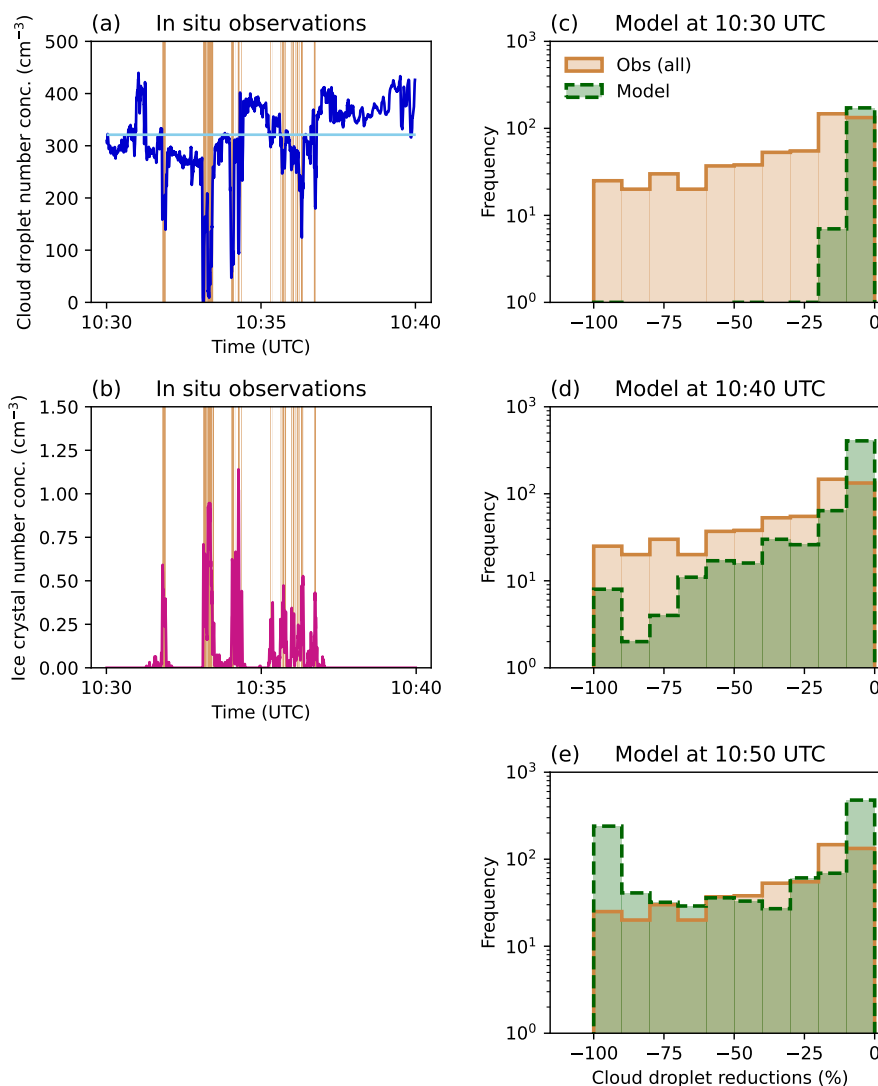 (a) In situ observations
Cloud droplet number conc. (cm⁻³)
500
400
300
200
100
0
10:30 10:35 10:40
Time (UTC)
(b) In situ observations
Ice crystal number conc. (cm⁻³)
1.50
1.25
1.00
0.75
0.50
0.25
0.00
10:30 10:35 10:40
Time (UTC)
(c) Model at 10:30 UTC
Obs (all)
Model
Frequency
10³
10²
10¹
10⁰
−100 −75 −50 −25 0
(d) Model at 10:40 UTC
Frequency
10³
10²
10¹
10⁰
−100 −75 −50 −25 0
(e) Model at 10:50 UTC
Frequency
10³
10²
10¹
10⁰
−100 −75 −50 −25 0
Cloud droplet reductions (%)